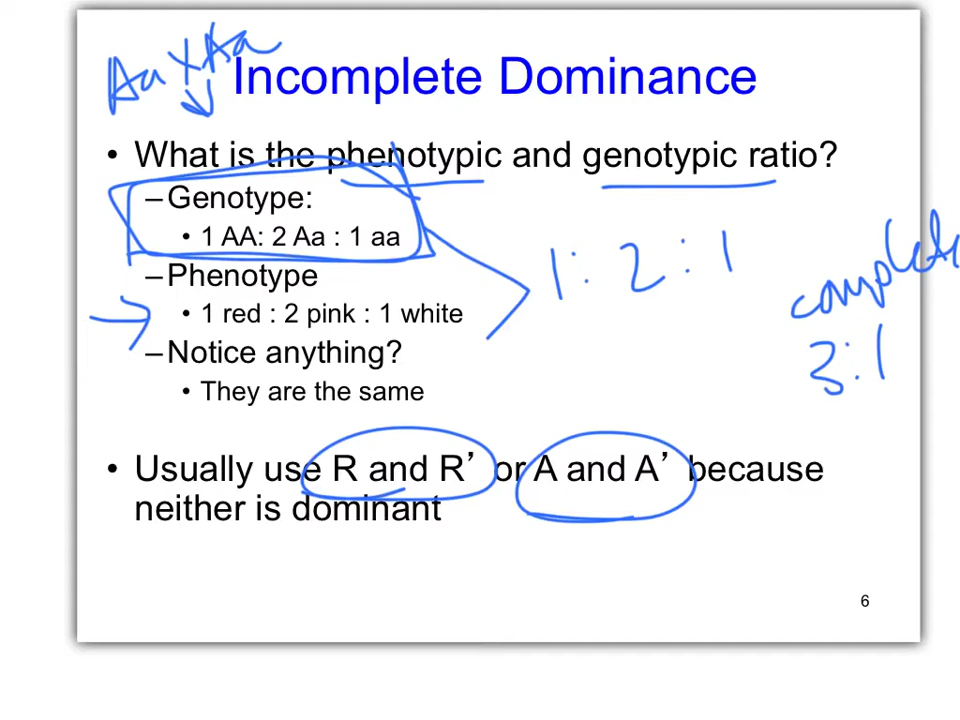 Aa X Aa
Incomplete Dominance
• What is the phenotypic and genotypic ratio?
–Genotype:
• 1 AA: 2 Aa : 1 aa
–Phenotype
• 1 red : 2 pink : 1 white
–Notice anything?
• They are the same
1 : 2 : 1
complete
3:1
• Usually use R and R’ or A and A’ because
neither is dominant
6